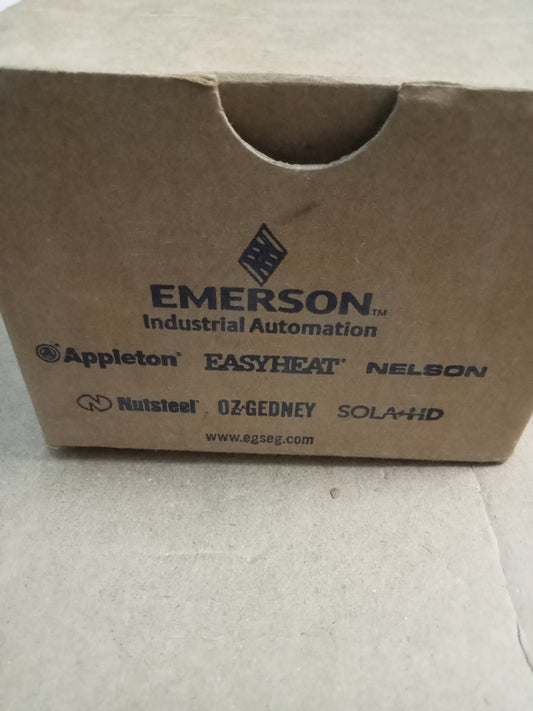 EMERSON™
Industrial Automation
Appleton® EASYHEAT® NELSON
Nutsteel® OZ-GEDNEY SOLA-HD
www.egseg.com